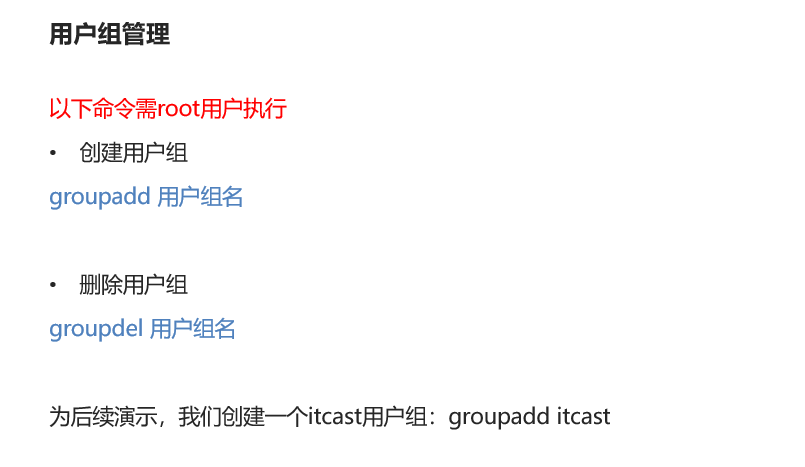 用户组管理
以下命令需root用户执行
• 创建用户组
groupadd 用户组名
• 删除用户组
groupdel 用户组名
为后续演示，我们创建一个itcast用户组：groupadd itcast